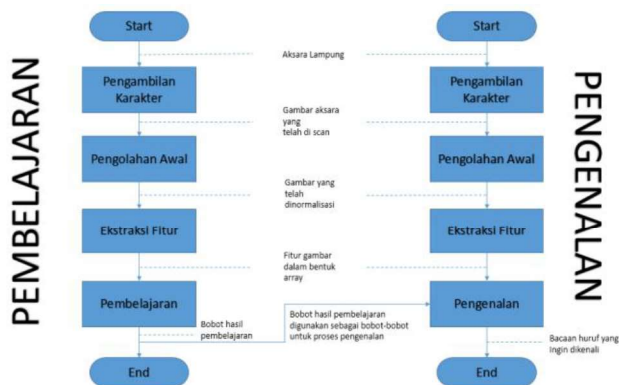 PEMBELAJARAN
Start
Pengambilan
Karakter
Pengolahan Awal
Ekstraksi Fitur
Pembelajaran
End
Aksara Lampung
Gambar aksara
yang
telah di scan
Gambar yang
telah
dinormalisasi
Fitur gambar
dalam bentuk
array
Bobot hasil
pembelajaran
Bobot hasil pembelajaran
digunakan sebagai bobot-bobot
untuk proses pengenalan
Start
Pengambilan
Karakter
Pengolahan Awal
Ekstraksi Fitur
Pengenalan
End
Bacaan huruf yang
Ingin dikenali
PENGENALAN